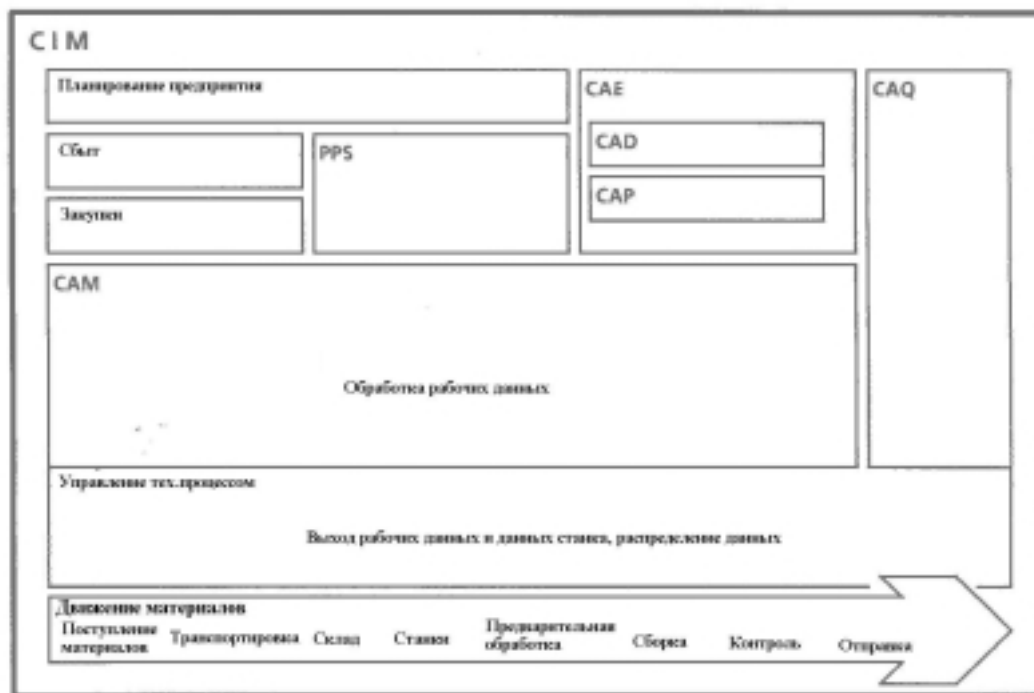 CIM
Планирование предприятия
CAE
CAQ
CAD
Сбыт
PPS
CAP
Закупки
CAM
Обработка рабочих данных
Управление тех.процессом
Выход рабочих данных и данных станка, распределение данных
Движение материалов
Поступление
материалов
Транспортировка
Склад
Станки
Предварительная
обработка
Сборка
Контроль
Отправка